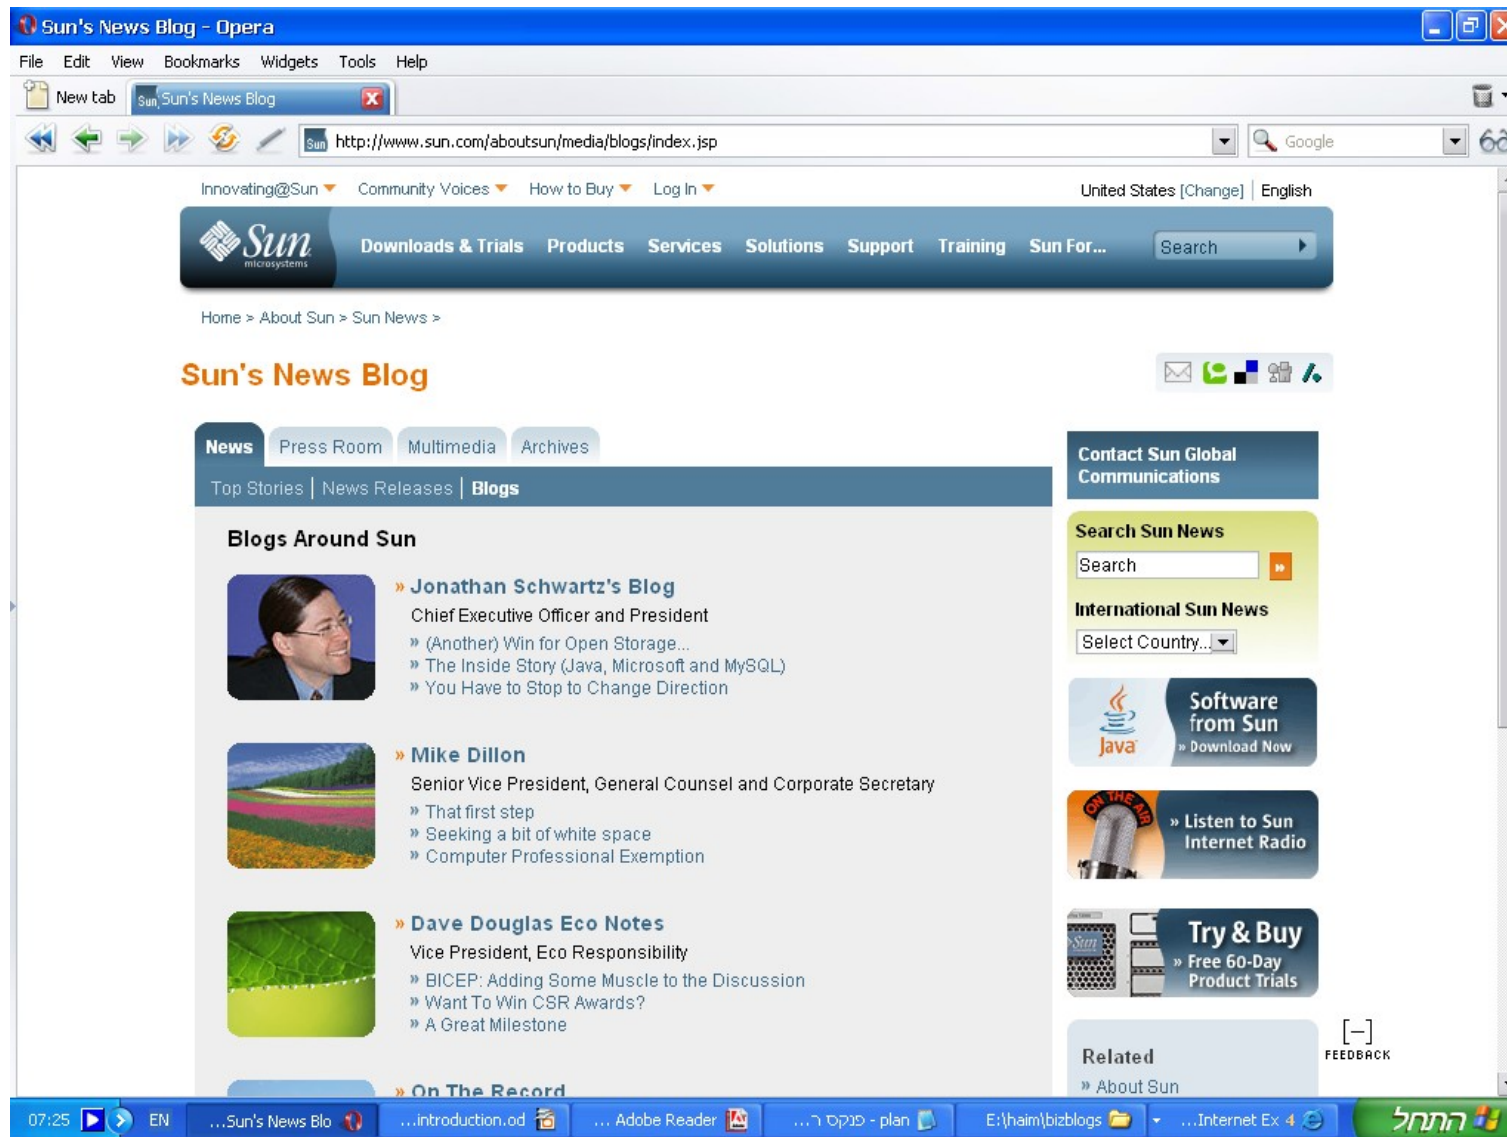 Sun's News Blog - Opera
File Edit View Bookmarks Widgets Tools Help
New tab Sun Sun's News Blog
Sun http://www.sun.com/aboutsun/media/blogs/index.jsp Google
Innovating@Sun Community Voices How to Buy Log In United States [Change] | English
Sun microsystems Downloads & Trials Products Services Solutions Support Training Sun For... Search
Home > About Sun > Sun News >
Sun's News Blog
News Press Room Multimedia Archives
Top Stories | News Releases | Blogs
Blogs Around Sun
» Jonathan Schwartz's Blog
Chief Executive Officer and President
» (Another) Win for Open Storage...
» The Inside Story (Java, Microsoft and MySQL)
» You Have to Stop to Change Direction
» Mike Dillon
Senior Vice President, General Counsel and Corporate Secretary
» That first step
» Seeking a bit of white space
» Computer Professional Exemption
» Dave Douglas Eco Notes
Vice President, Eco Responsibility
» BICEP: Adding Some Muscle to the Discussion
» Want To Win CSR Awards?
» A Great Milestone
» On The Record
Contact Sun Global
Communications
Search Sun News
Search »
International Sun News
Select Country...
Java
Software
from Sun
» Download Now
ON THE AIR
» Listen to Sun
Internet Radio
Sun
Try & Buy
» Free 60-Day
Product Trials
Related
» About Sun
[–]
FEEDBACK
07:25 EN ...Sun's News Blo ...introduction.od ... Adobe Reader ...פנקס ר - plan E:\haim\bizblogs ...Internet Ex 4 התחל